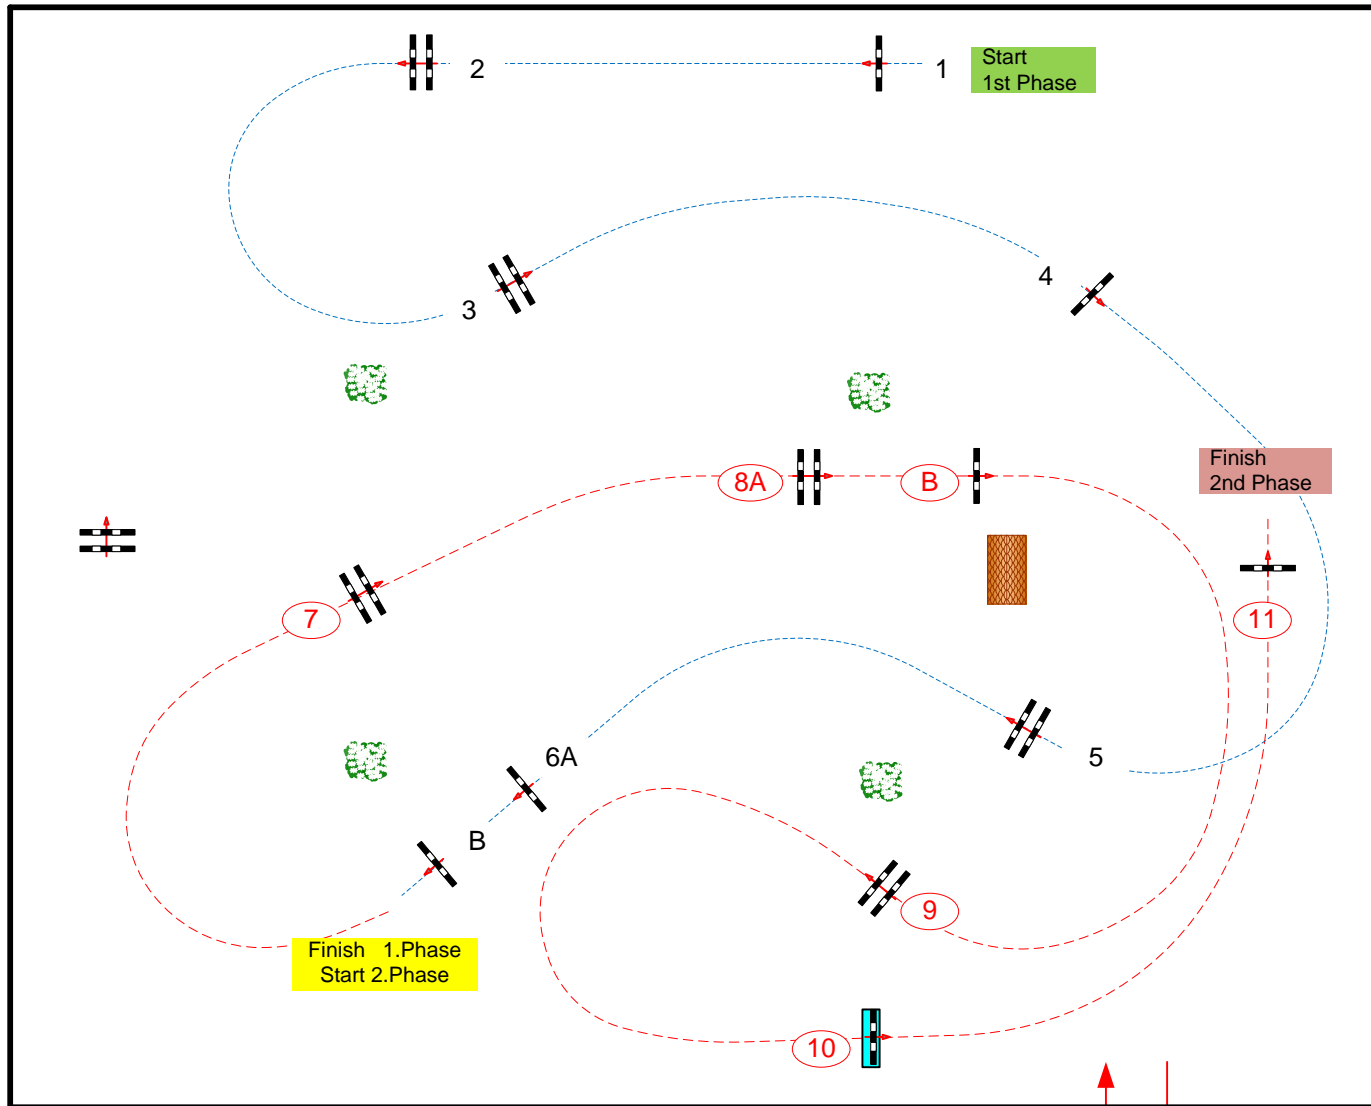 2
1
Start
1st Phase
3
4
8A
B
Finish
2nd Phase
7
11
6A
5
B
9
Finish   1.Phase
Start 2.Phase
10